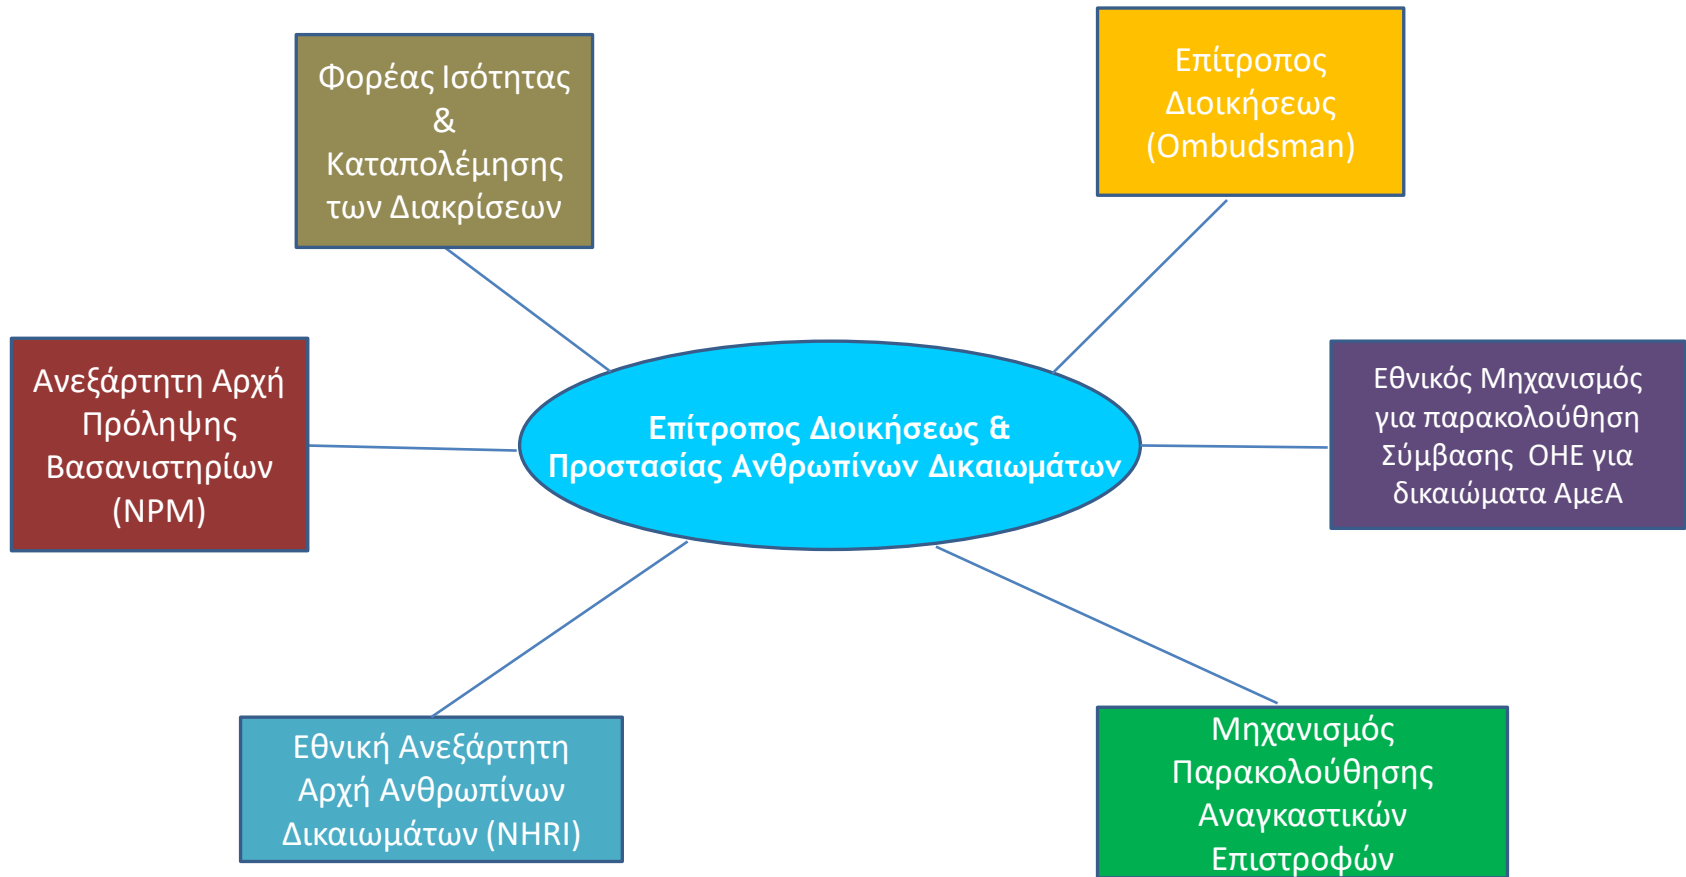 Φορέας Ισότητας
&
Καταπολέμησης
των Διακρίσεων
Επίτροπος
Διοικήσεως
(Ombudsman)
Ανεξάρτητη Αρχή
Πρόληψης
Βασανιστηρίων
(NPM)
Επίτροπος Διοικήσεως &
Προστασίας Ανθρωπίνων Δικαιωμάτων
Εθνικός Μηχανισμός
για παρακολούθηση
Σύμβασης ΟΗΕ για
δικαιώματα ΑμεΑ
Εθνική Ανεξάρτητη
Αρχή Ανθρωπίνων
Δικαιωμάτων (NHRI)
Μηχανισμός
Παρακολούθησης
Αναγκαστικών
Επιστροφών